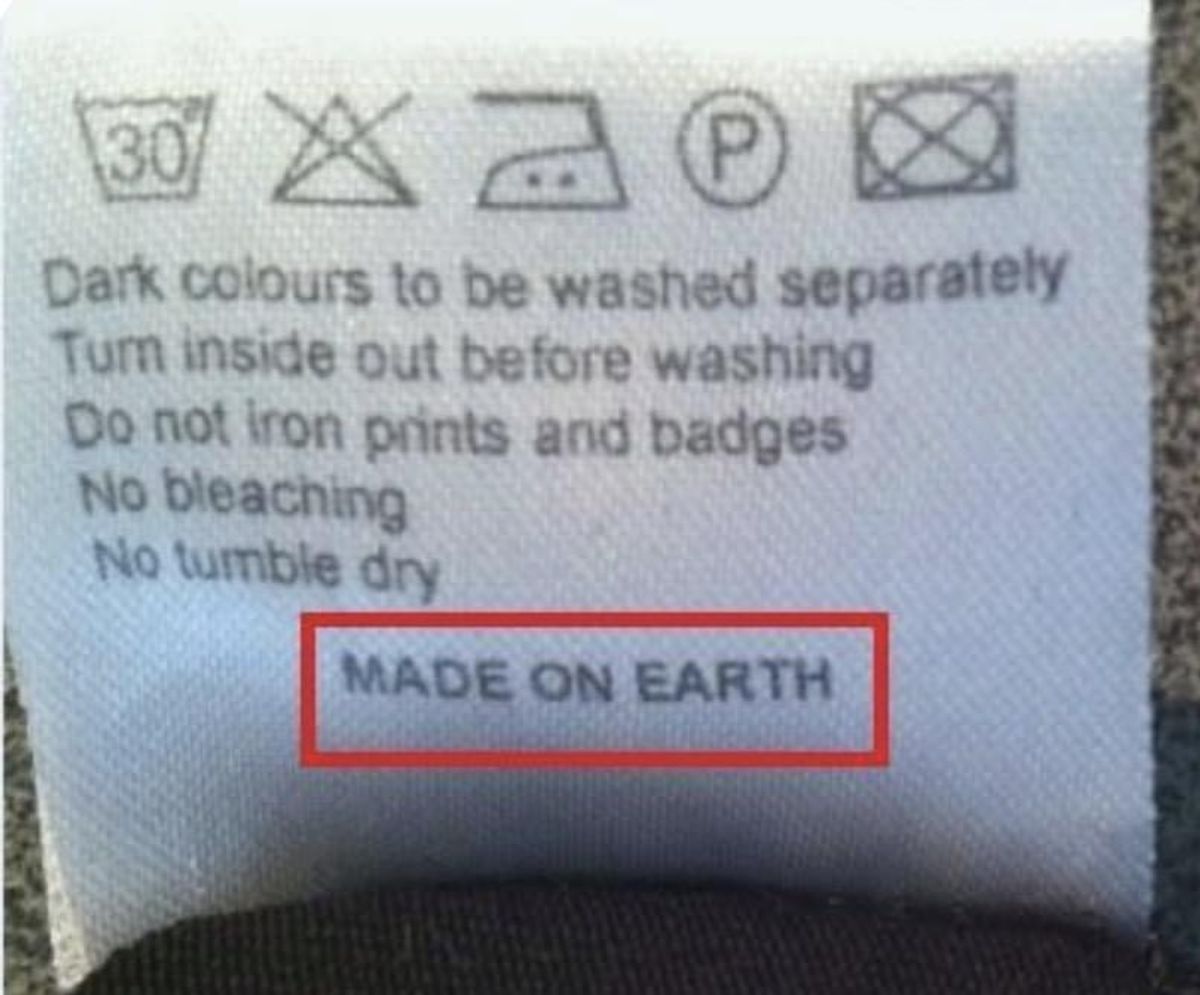 30°
P
Dark colours to be washed separately
Turn inside out before washing
Do not iron prints and badges
No bleaching
No tumble dry
MADE ON EARTH